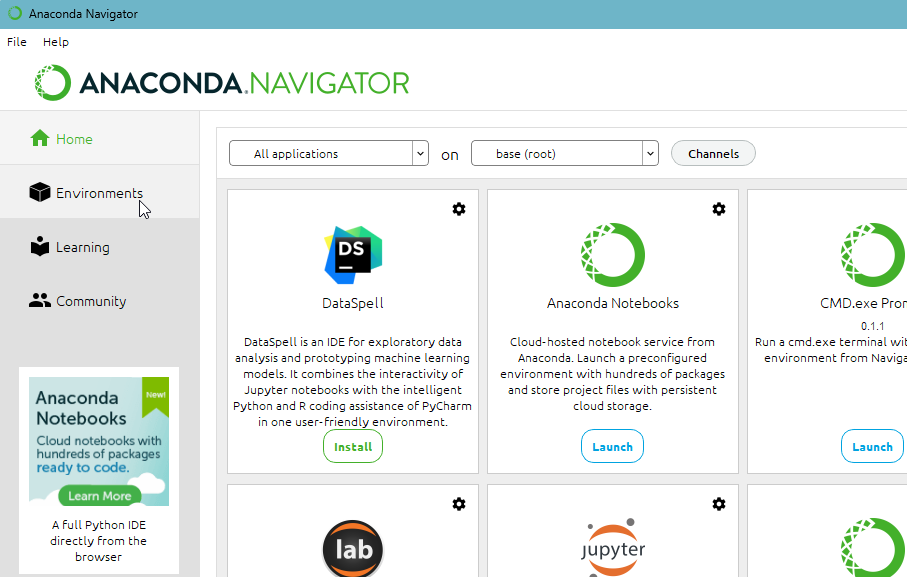 Anaconda Navigator
File Help
ANACONDA.NAVIGATOR
Home
Environments
Learning
Community
Anaconda
Notebooks
New!
Cloud notebooks with
hundreds of packages
ready to code.
Learn More
A full Python IDE
directly from the
browser
All applications on base (root) Channels
DS
DataSpell
DataSpell is an IDE for exploratory data
analysis and prototyping machine learning
models. It combines the interactivity of
Jupyter notebooks with the intelligent
Python and R coding assistance of PyCharm
in one user-friendly environment.
Install
Anaconda Notebooks
Cloud-hosted notebook service from
Anaconda. Launch a preconfigured
environment with hundreds of packages
and store project files with persistent
cloud storage.
Launch
CMD.exe Pro
0.1.1
Run a cmd.exe terminal wit
environment from Naviga
Launch
lab
jupyter